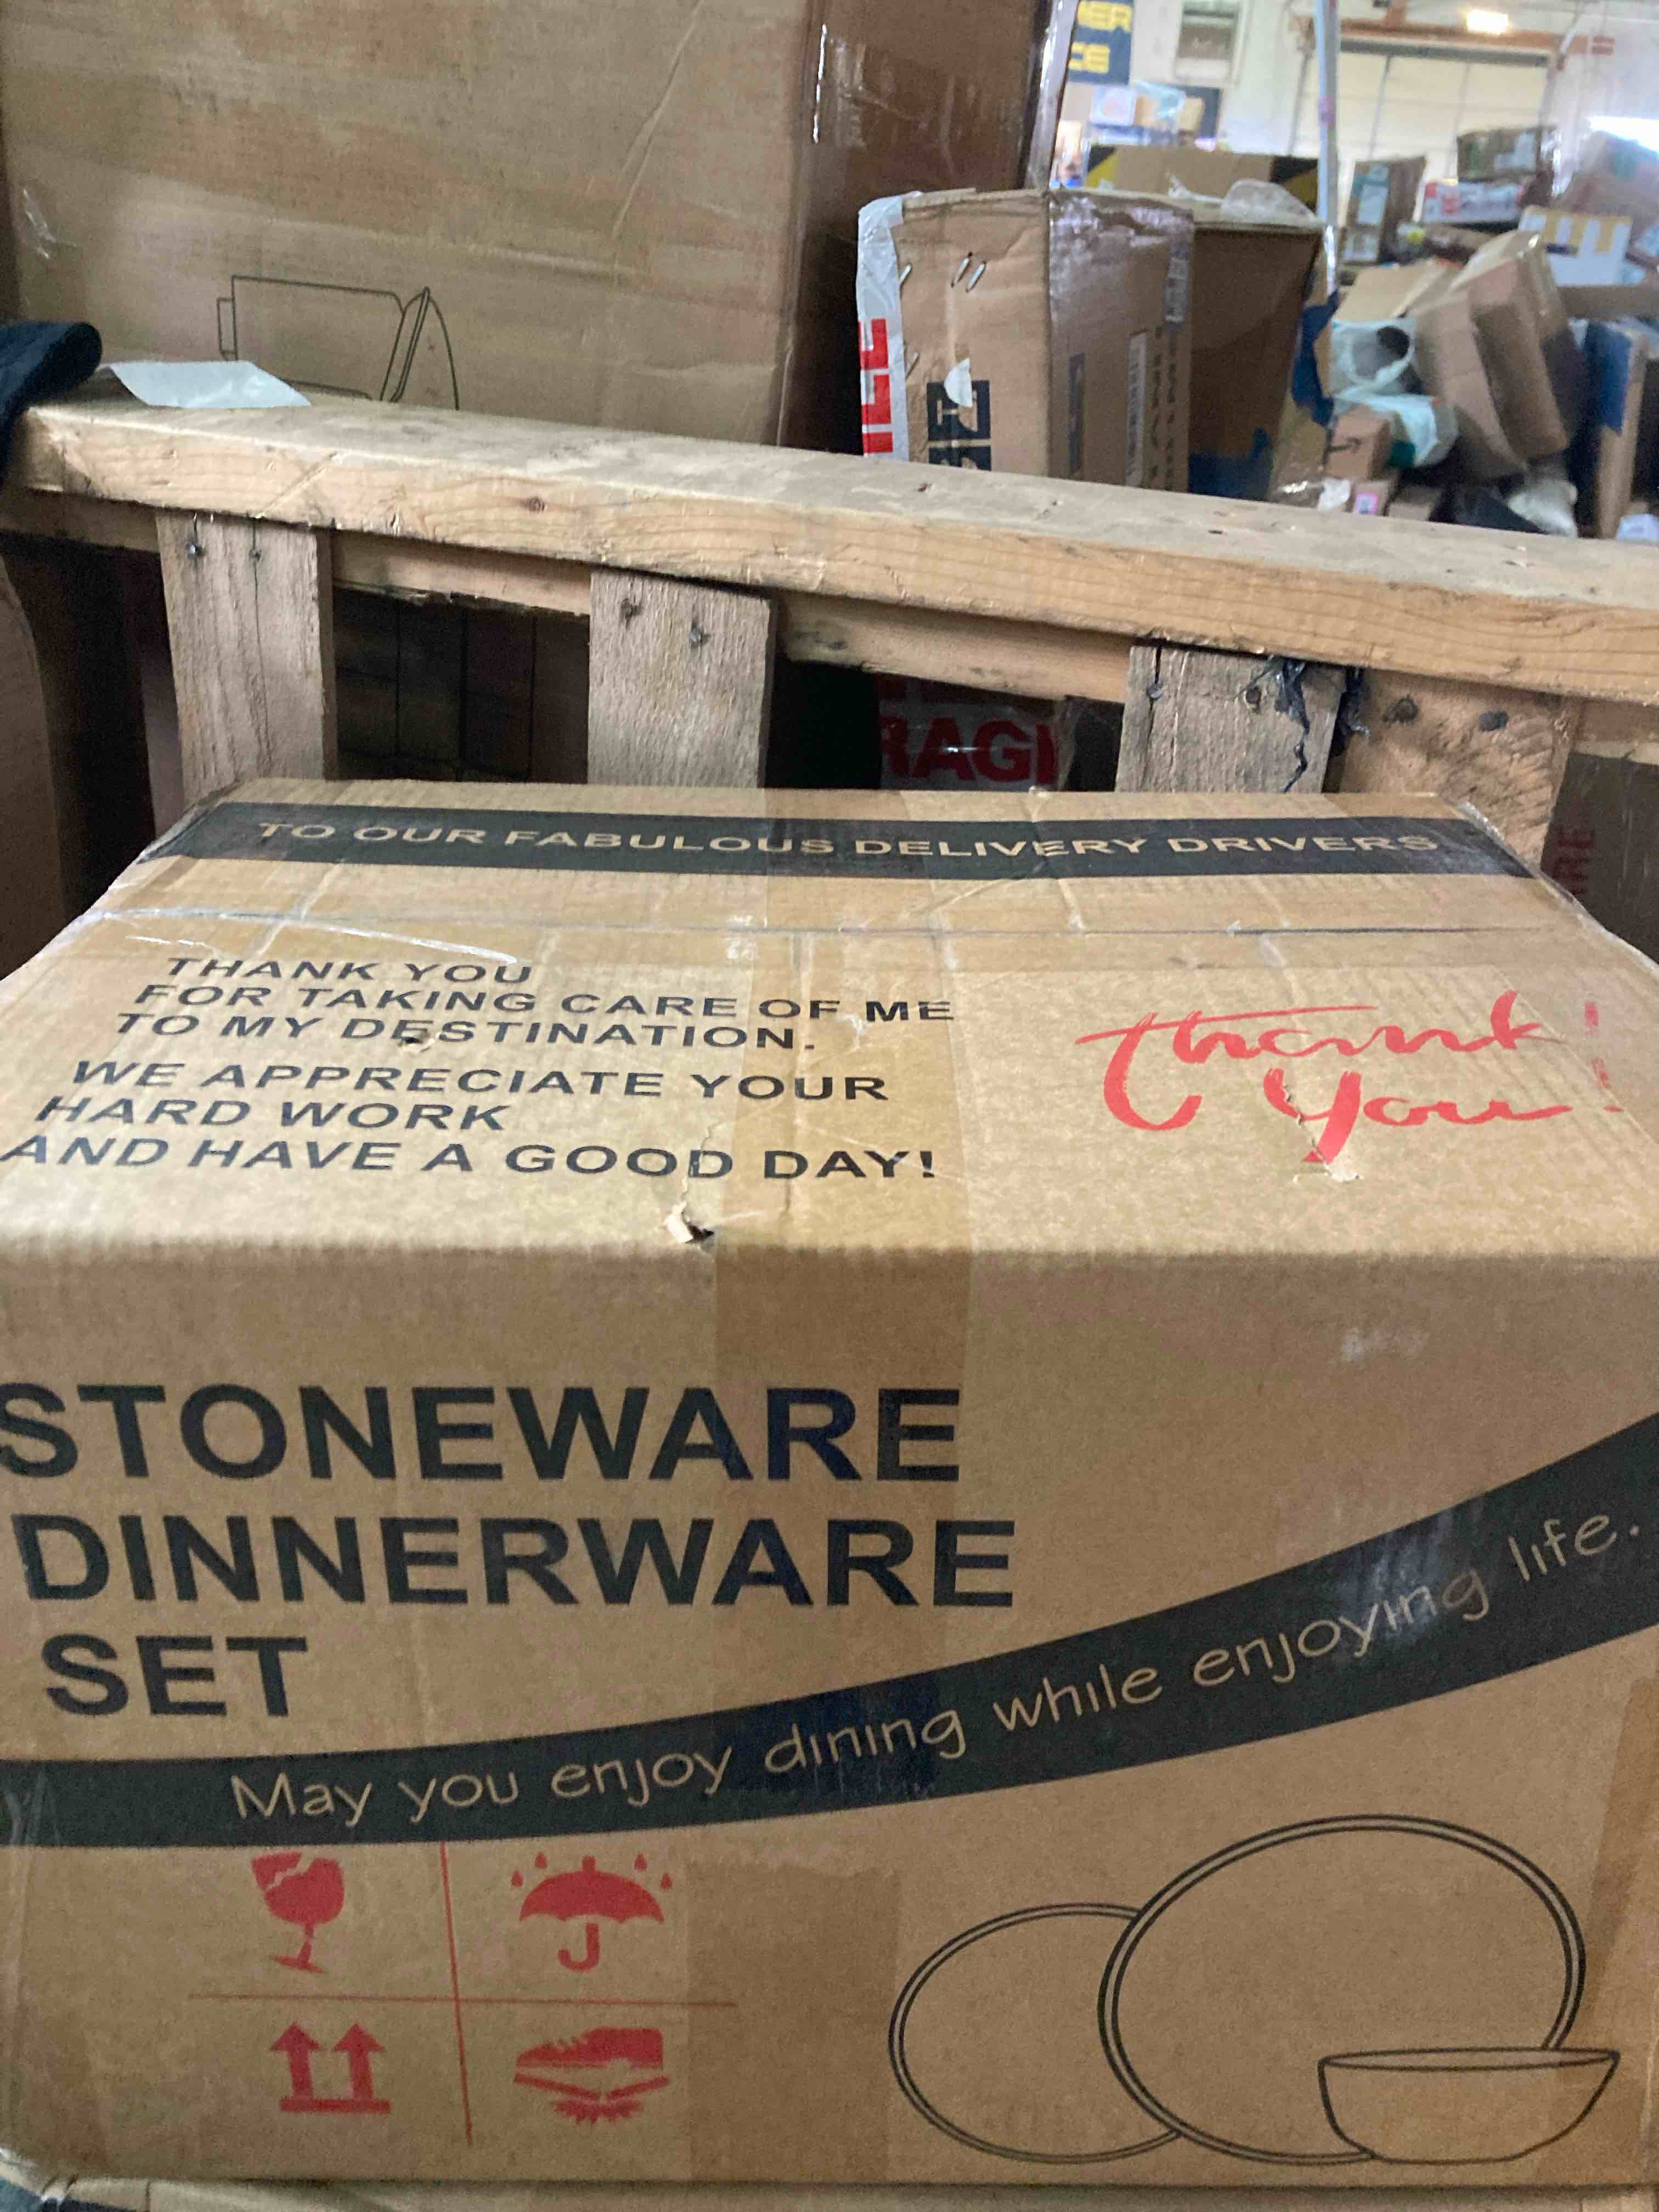 TO OUR FABULOUS DELIVERY DRIVERS
THANK YOU
FOR TAKING CARE OF ME
TO MY DESTINATION.
WE APPRECIATE YOUR
HARD WORK
AND HAVE A GOOD DAY!
Thank
You
STONEWARE
DINNERWARE
SET
May you enjoy dining while enjoying life.